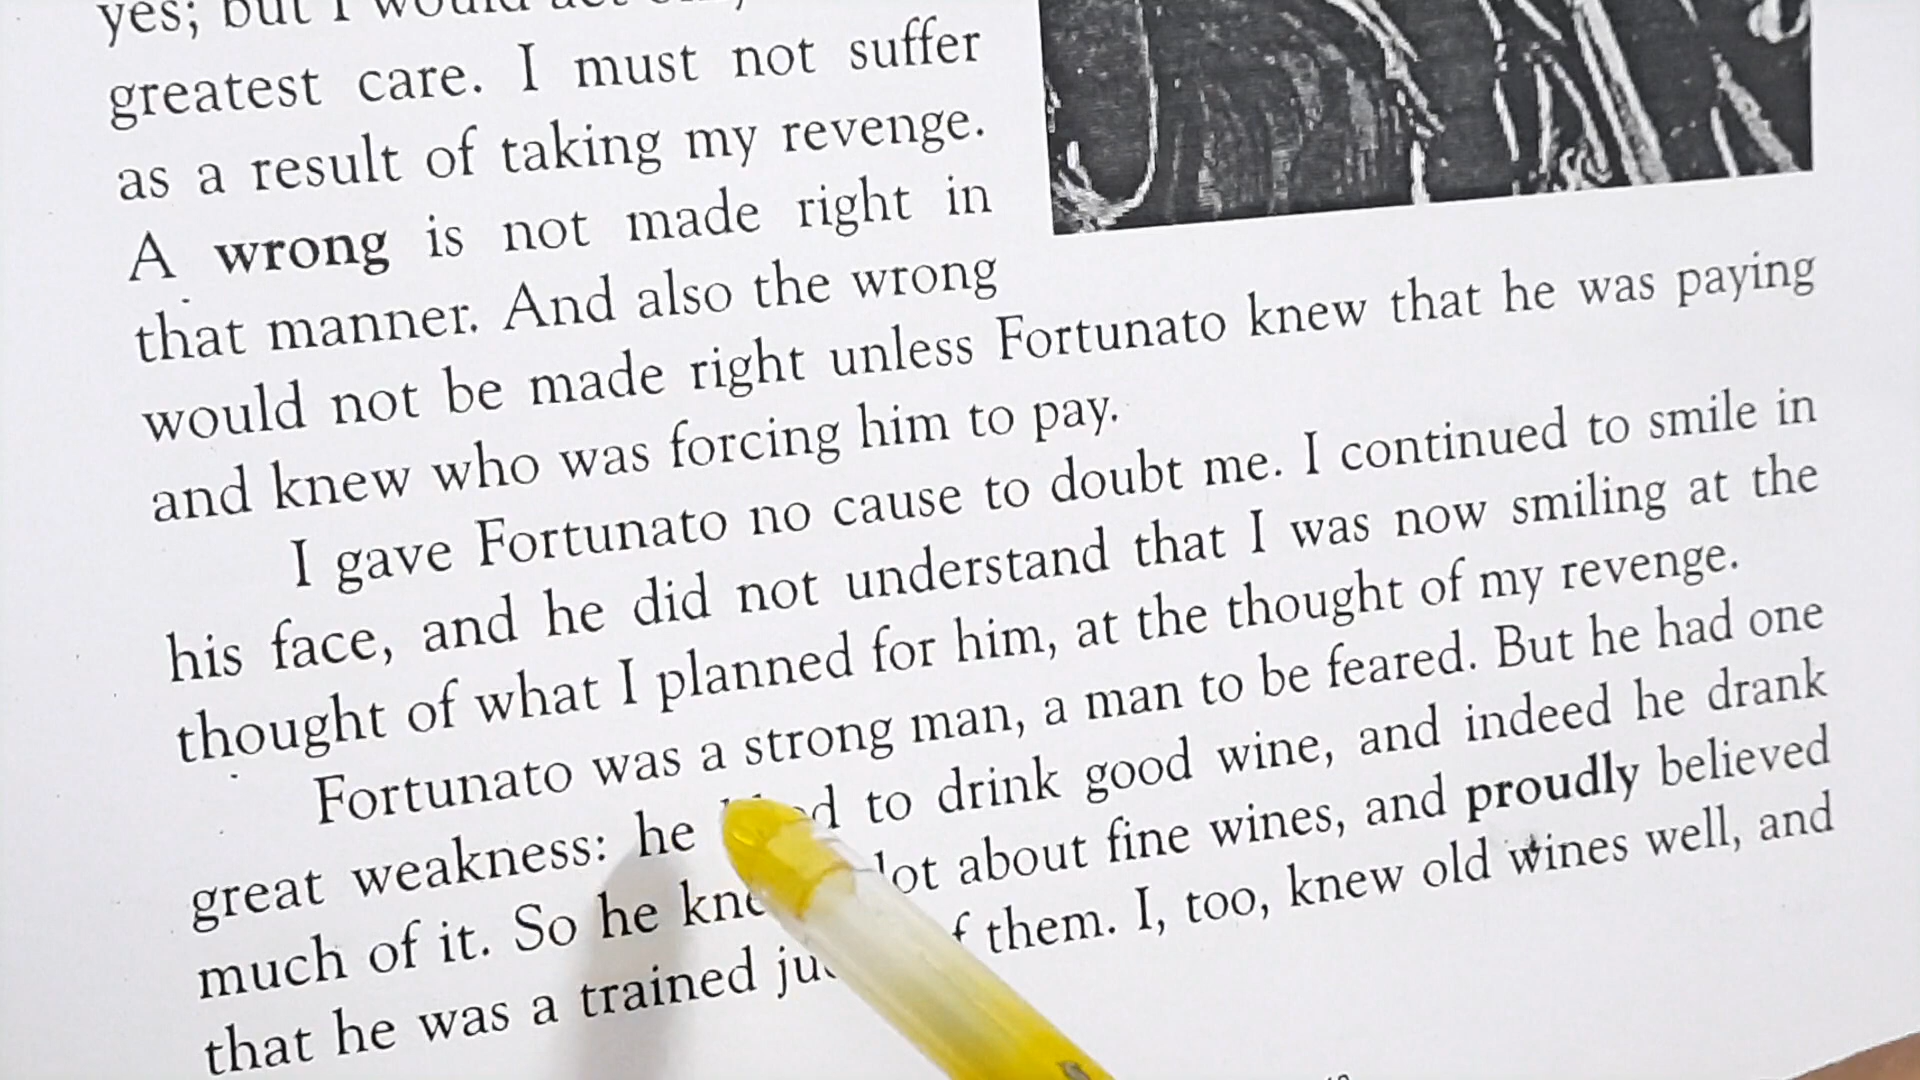 yes; but I would
greatest care. I must not suffer
as a result of taking my revenge.
A wrong is not made right in
that manner. And also the wrong
would not be made right unless Fortunato knew that he was paying
and knew who was forcing him to pay.
I gave Fortunato no cause to doubt me. I continued to smile in
his face, and he did not understand that I was now smiling at the
thought of what I planned for him, at the thought of my revenge.
Fortunato was a strong man, a man to be feared. But he had one
great weakness: he to drink good wine, and indeed he drank
much of it. So he lot about fine wines, and proudly believed
that he was a trained them. I, too, knew old wines well, and